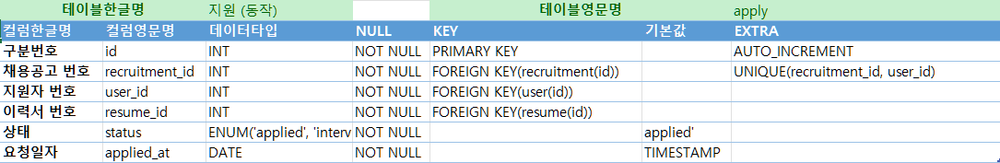 테이블한글명 지원 (동작) 테이블영문명 apply
컬럼한글명 컬럼영문명 데이터타입 NULL KEY 기본값 EXTRA
구분번호 id INT NOT NULL PRIMARY KEY AUTO_INCREMENT
채용공고 번호 recruitment_id INT NOT NULL FOREIGN KEY(recruitment(id)) UNIQUE(recruitment_id, user_id)
지원자 번호 user_id INT NOT NULL FOREIGN KEY(user(id))
이력서 번호 resume_id INT NOT NULL FOREIGN KEY(resume(id))
상태 status ENUM('applied', 'interv NOT NULL applied'
요청일자 applied_at DATE NOT NULL TIMESTAMP